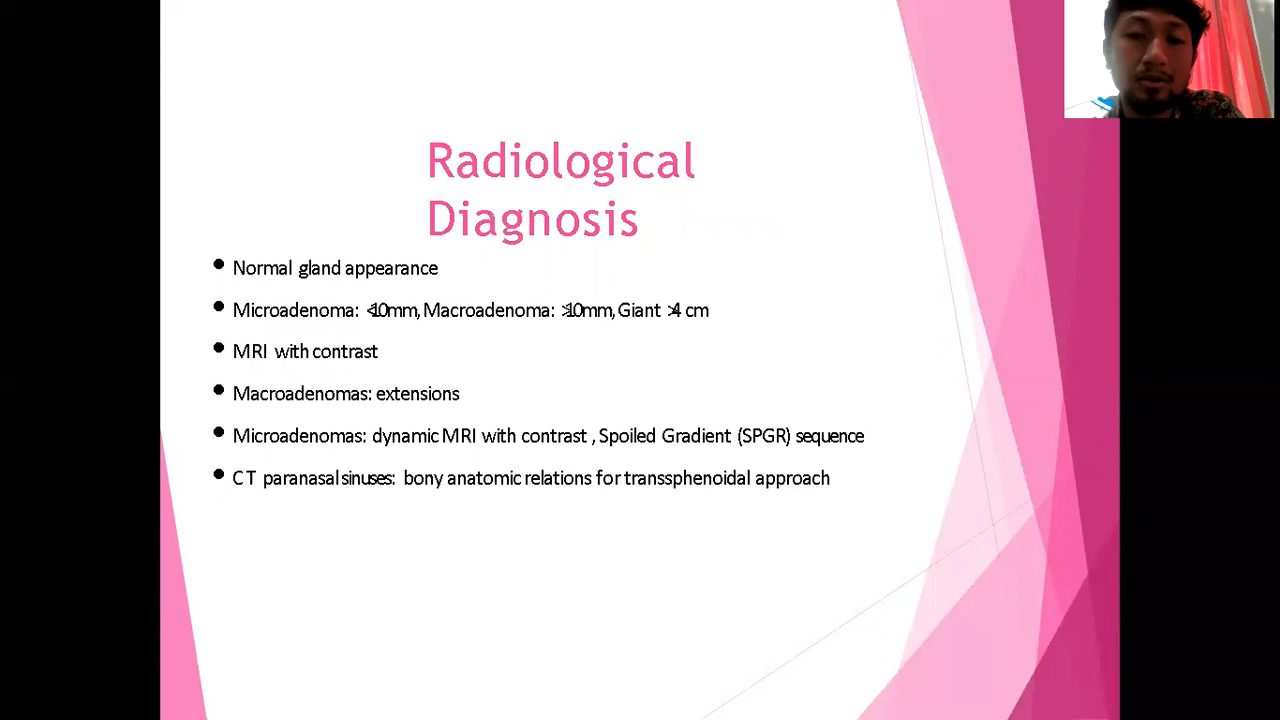 Radiological
Diagnosis
• Normal gland appearance
• Microadenoma: <10mm, Macroadenoma: >10mm, Giant >4 cm
• MRI with contrast
• Macroadenomas: extensions
• Microadenomas: dynamic MRI with contrast , Spoiled Gradient (SPGR) sequence
• CT paranasal sinuses: bony anatomic relations for transsphenoidal approach